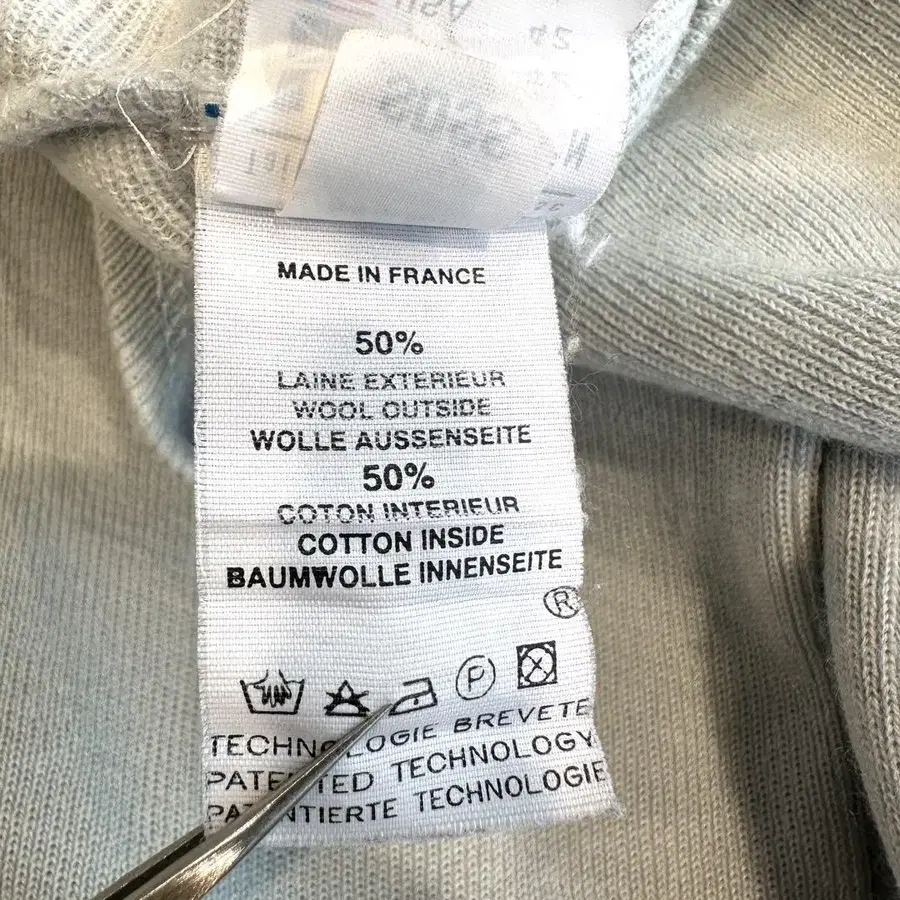 MADE IN FRANCE
50%
LAINE EXTERIEUR
WOOL OUTSIDE
WOLLE AUSSENSEITE
50%
COTON INTERIEUR
COTTON INSIDE
BAUMWOLLE INNENSEITE
®
P
TECHNOLOGIE BREVETE
PATENTED TECHNOLOGY
PATENTIERTE TECHNOLOGIE